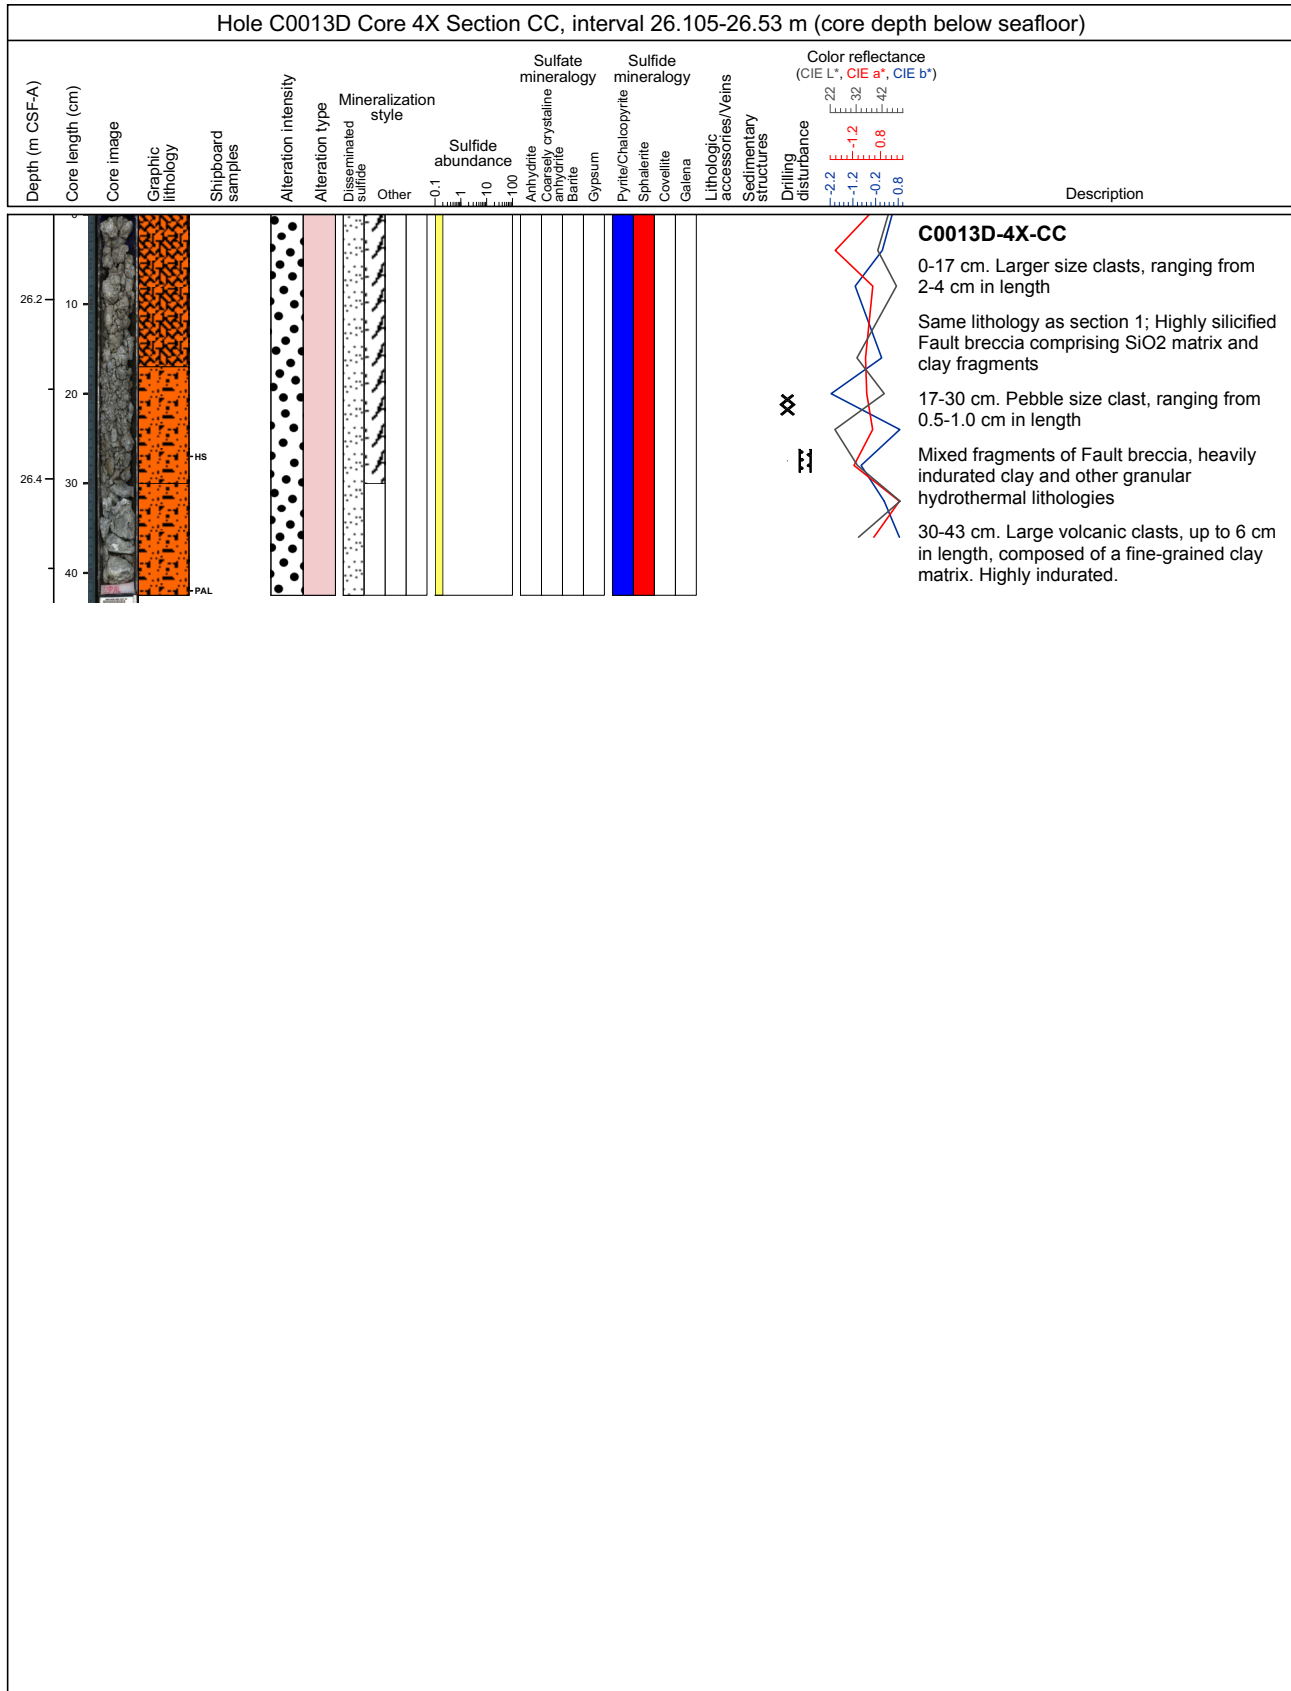 Hole C0013D Core 4X Section CC, interval 26.105-26.53 m (core depth below seafloor)
Depth (m CSF-A)
Core length (cm)
Core image
Graphic
lithology
Shipboard
samples
Alteration intensity
Alteration type
Mineralization
style
Disseminated
sulfide
Other
Sulfide
abundance
0.1
1
10
100
Sulfate
mineralogy
Anhydrite
Coarsely crystaline
anhydrite
Barite
Gypsum
Sulfide
mineralogy
Pyrite/Chalcopyrite
Sphalerite
Covellite
Galena
Lithologic
accessories/Veins
Sedimentary
structures
Drilling
disturbance
Color reflectance
(CIE L*, CIE a*, CIE b*)
22
32
42
-1.2
0.8
-2.2
-1.2
-0.2
0.8
Description
26.2
26.4
10
20
30
40
HS
PAL
C0013D-4X-CC
0-17 cm. Larger size clasts, ranging from
2-4 cm in length
Same lithology as section 1; Highly silicified
Fault breccia comprising SiO2 matrix and
clay fragments
17-30 cm. Pebble size clast, ranging from
0.5-1.0 cm in length
Mixed fragments of Fault breccia, heavily
indurated clay and other granular
hydrothermal lithologies
30-43 cm. Large volcanic clasts, up to 6 cm
in length, composed of a fine-grained clay
matrix. Highly indurated.